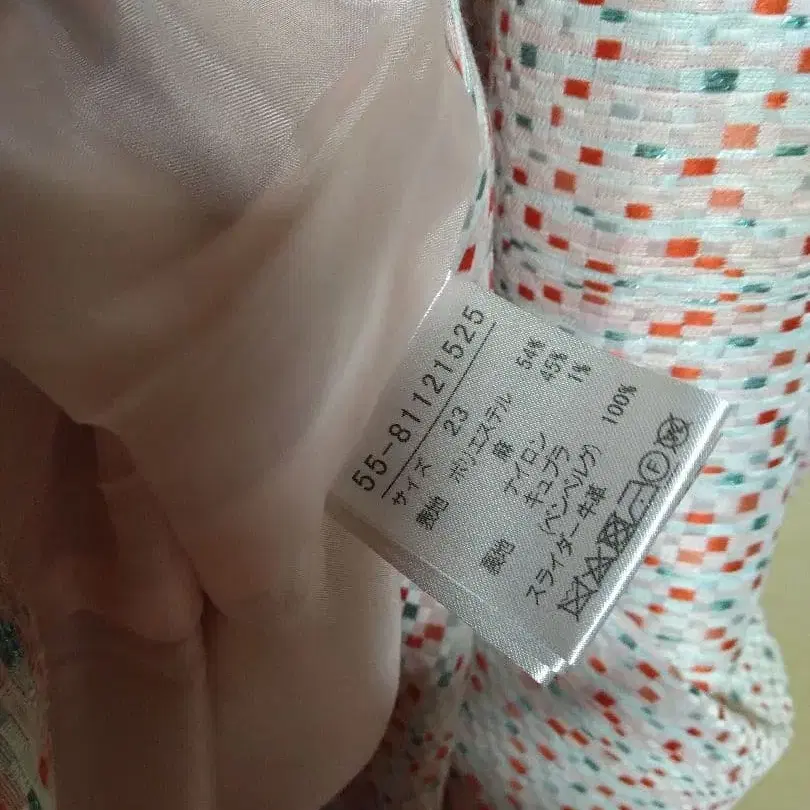 55-81121525
サイズ 23
表地 ポリエステル 54%
麻 45%
ナイロン 1%
裏地 キュプラ 100%
(ベンベルグ)
スライダー 牛革
F